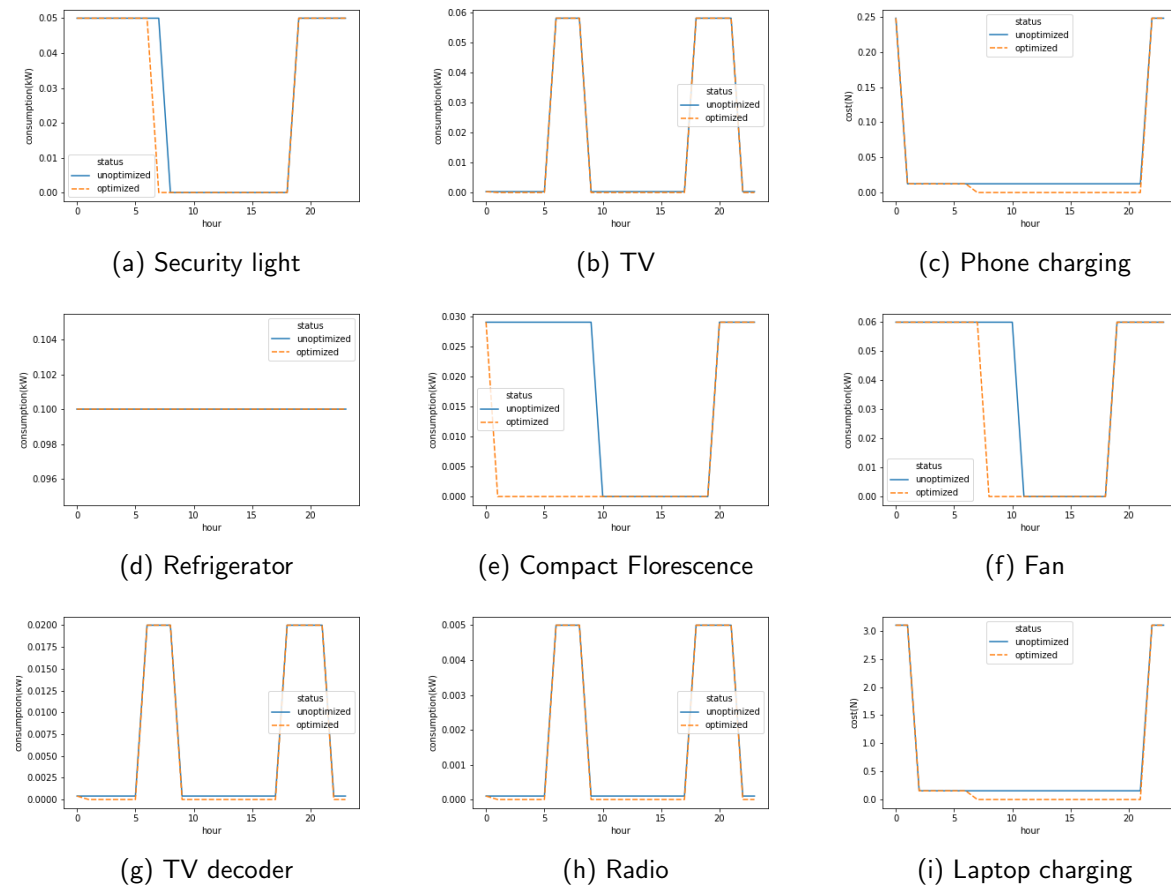 0.05
0.04
0.03
0.02
0.01
0.00
consumption(kW)
status
unoptimized
optimized
0 5 10 15 20
hour
(a) Security light
0.06
0.05
0.04
0.03
0.02
0.01
0.00
consumption(kW)
status
unoptimized
optimized
0 5 10 15 20
hour
(b) TV
0.25
0.20
0.15
0.10
0.05
0.00
cost(N)
status
unoptimized
optimized
0 5 10 15 20
hour
(c) Phone charging
0.104
0.102
0.100
0.098
0.096
consumption(kW)
status
unoptimized
optimized
0 5 10 15 20
hour
(d) Refrigerator
0.030
0.025
0.020
0.015
0.010
0.005
0.000
consumption(kW)
status
unoptimized
optimized
0 5 10 15 20
hour
(e) Compact Florescence
0.06
0.05
0.04
0.03
0.02
0.01
0.00
consumption(kW)
status
unoptimized
optimized
0 5 10 15 20
hour
(f) Fan
0.0200
0.0175
0.0150
0.0125
0.0100
0.0075
0.0050
0.0025
0.0000
consumption(kW)
status
unoptimized
optimized
0 5 10 15 20
hour
(g) TV decoder
0.005
0.004
0.003
0.002
0.001
0.000
consumption(kW)
status
unoptimized
optimized
0 5 10 15 20
hour
(h) Radio
3.0
2.5
2.0
1.5
1.0
0.5
0.0
cost(N)
status
unoptimized
optimized
0 5 10 15 20
hour
(i) Laptop charging